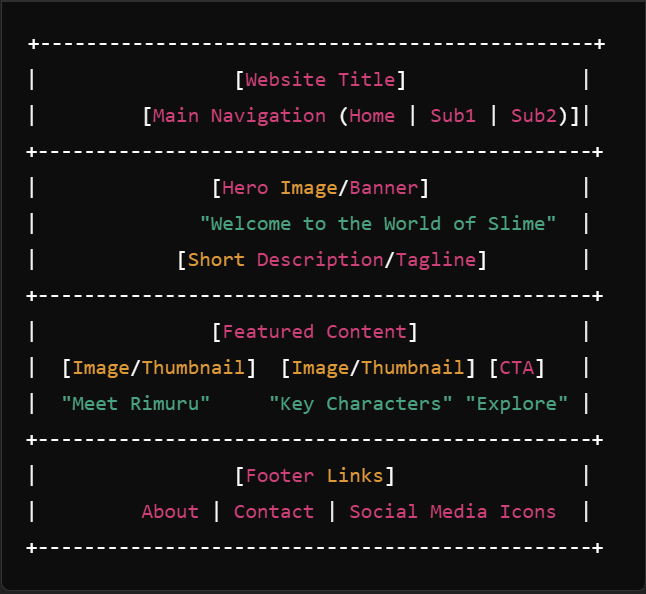 +------------------------------------------------+
|                 [Website Title]               |
|         [Main Navigation (Home | Sub1 | Sub2)]|
+------------------------------------------------+
|               [Hero Image/Banner]             |
|              "Welcome to the World of Slime"  |
|            [Short Description/Tagline]        |
+------------------------------------------------+
|               [Featured Content]              |
|  [Image/Thumbnail]  [Image/Thumbnail] [CTA]   |
|  "Meet Rimuru"     "Key Characters" "Explore" |
+------------------------------------------------+
|                 [Footer Links]                |
|         About | Contact | Social Media Icons  |
+------------------------------------------------+